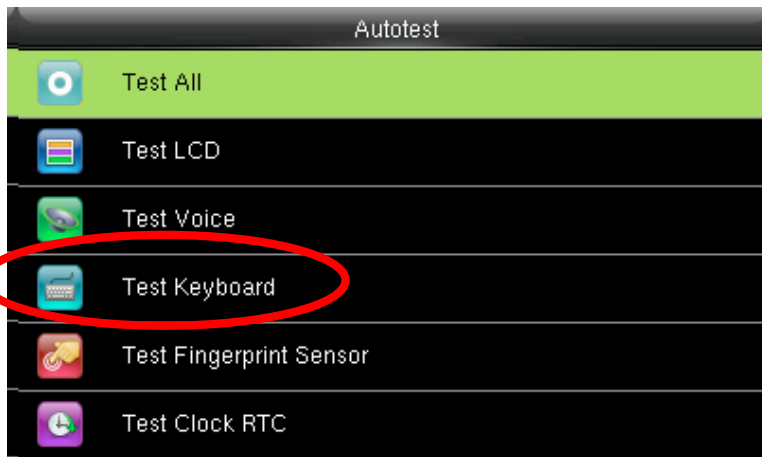 Autotest
Test All
Test LCD
Test Voice
Test Keyboard
Test Fingerprint Sensor
Test Clock RTC